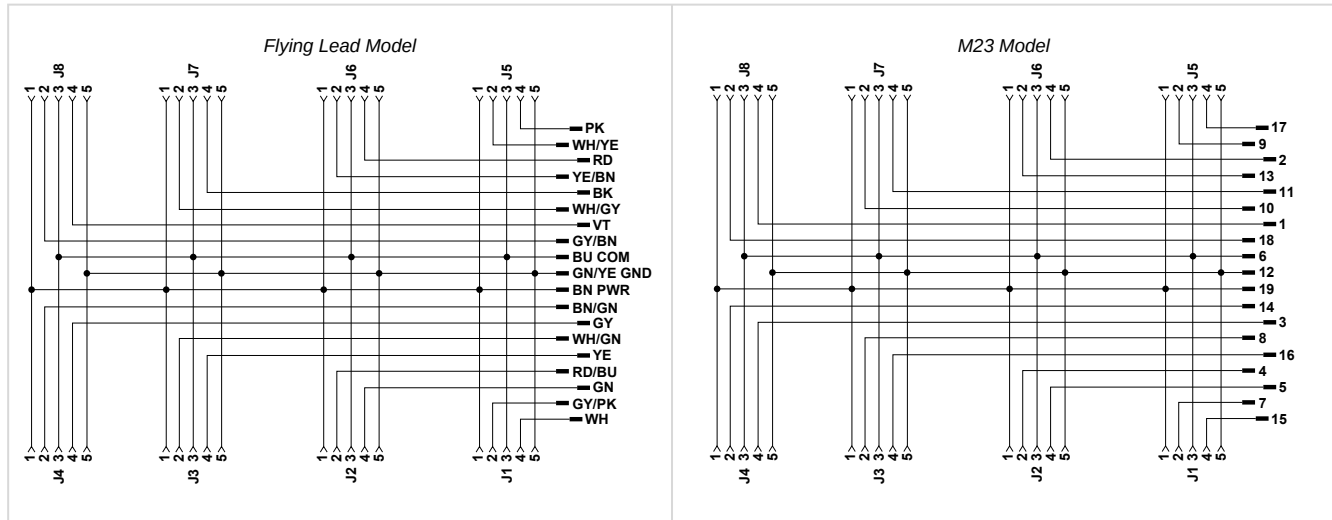 Flying Lead Model
J8
J7
J6
J5
1 2 3 4 5
1 2 3 4 5
1 2 3 4 5
1 2 3 4 5
PK
WH/YE
RD
YE/BN
BK
WH/GY
VT
GY/BN
BU COM
GN/YE GND
BN PWR
BN/GN
GY
WH/GN
YE
RD/BU
GN
GY/PK
WH
1 2 3 4 5
1 2 3 4 5
1 2 3 4 5
1 2 3 4 5
J4
J3
J2
J1
M23 Model
J8
J7
J6
J5
1 2 3 4 5
1 2 3 4 5
1 2 3 4 5
1 2 3 4 5
17
9
2
13
11
10
1
18
6
12
19
14
3
8
16
4
5
7
15
1 2 3 4 5
1 2 3 4 5
1 2 3 4 5
1 2 3 4 5
J4
J3
J2
J1